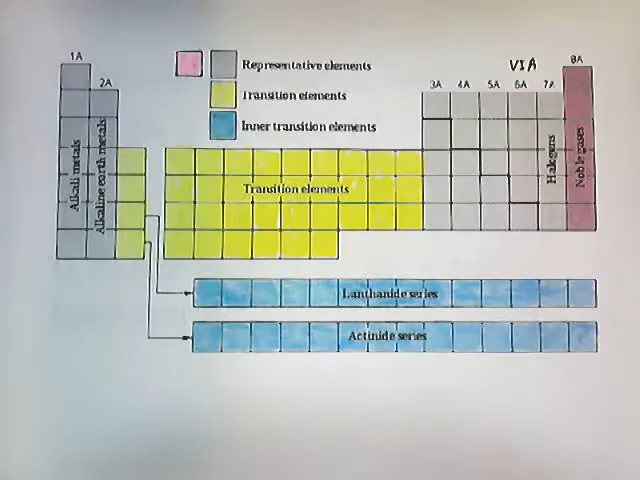 1A
2A
Representative elements
Transition elements
Inner transition elements
VIA
3A 4A 5A 6A 7A
8A
Alkali metals
Alkaline earth metals
Transition elements
Halogens
Noble gases
Lanthanide series
Actinide series